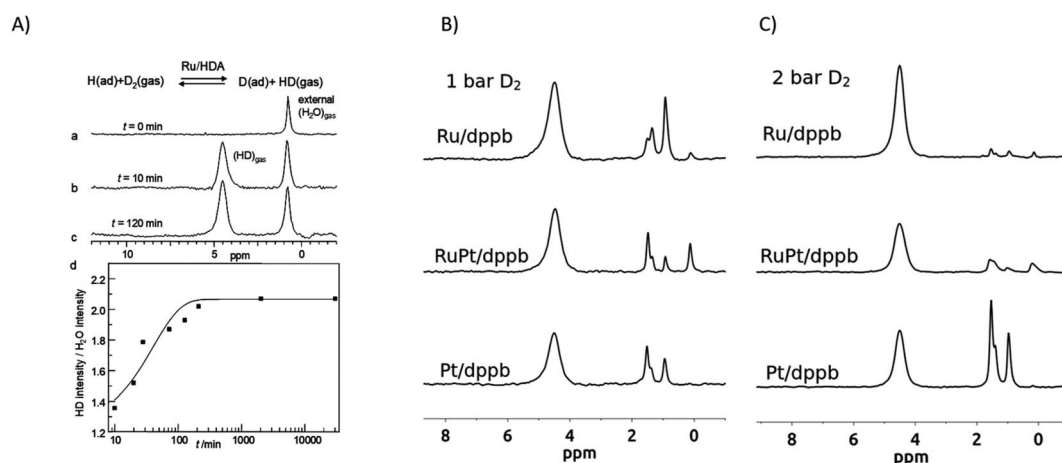 A)
Ru/HDA
H(ad)+D₂(gas) ⇌ D(ad)+ HD(gas)
external
(H₂O)gas
a
t = 0 min
(HD)gas
b
t = 10 min
c
t = 120 min
10 5 ppm 0
d
HD intensity / H₂O intensity
2.0
1.8
1.6
1.4
1.2
10 100 1000 10000
t /min
B)
1 bar D₂
Ru/dppb
RuPt/dppb
Pt/dppb
8 6 4 2 0
ppm
C)
2 bar D₂
Ru/dppb
RuPt/dppb
Pt/dppb
8 6 4 2 0
ppm